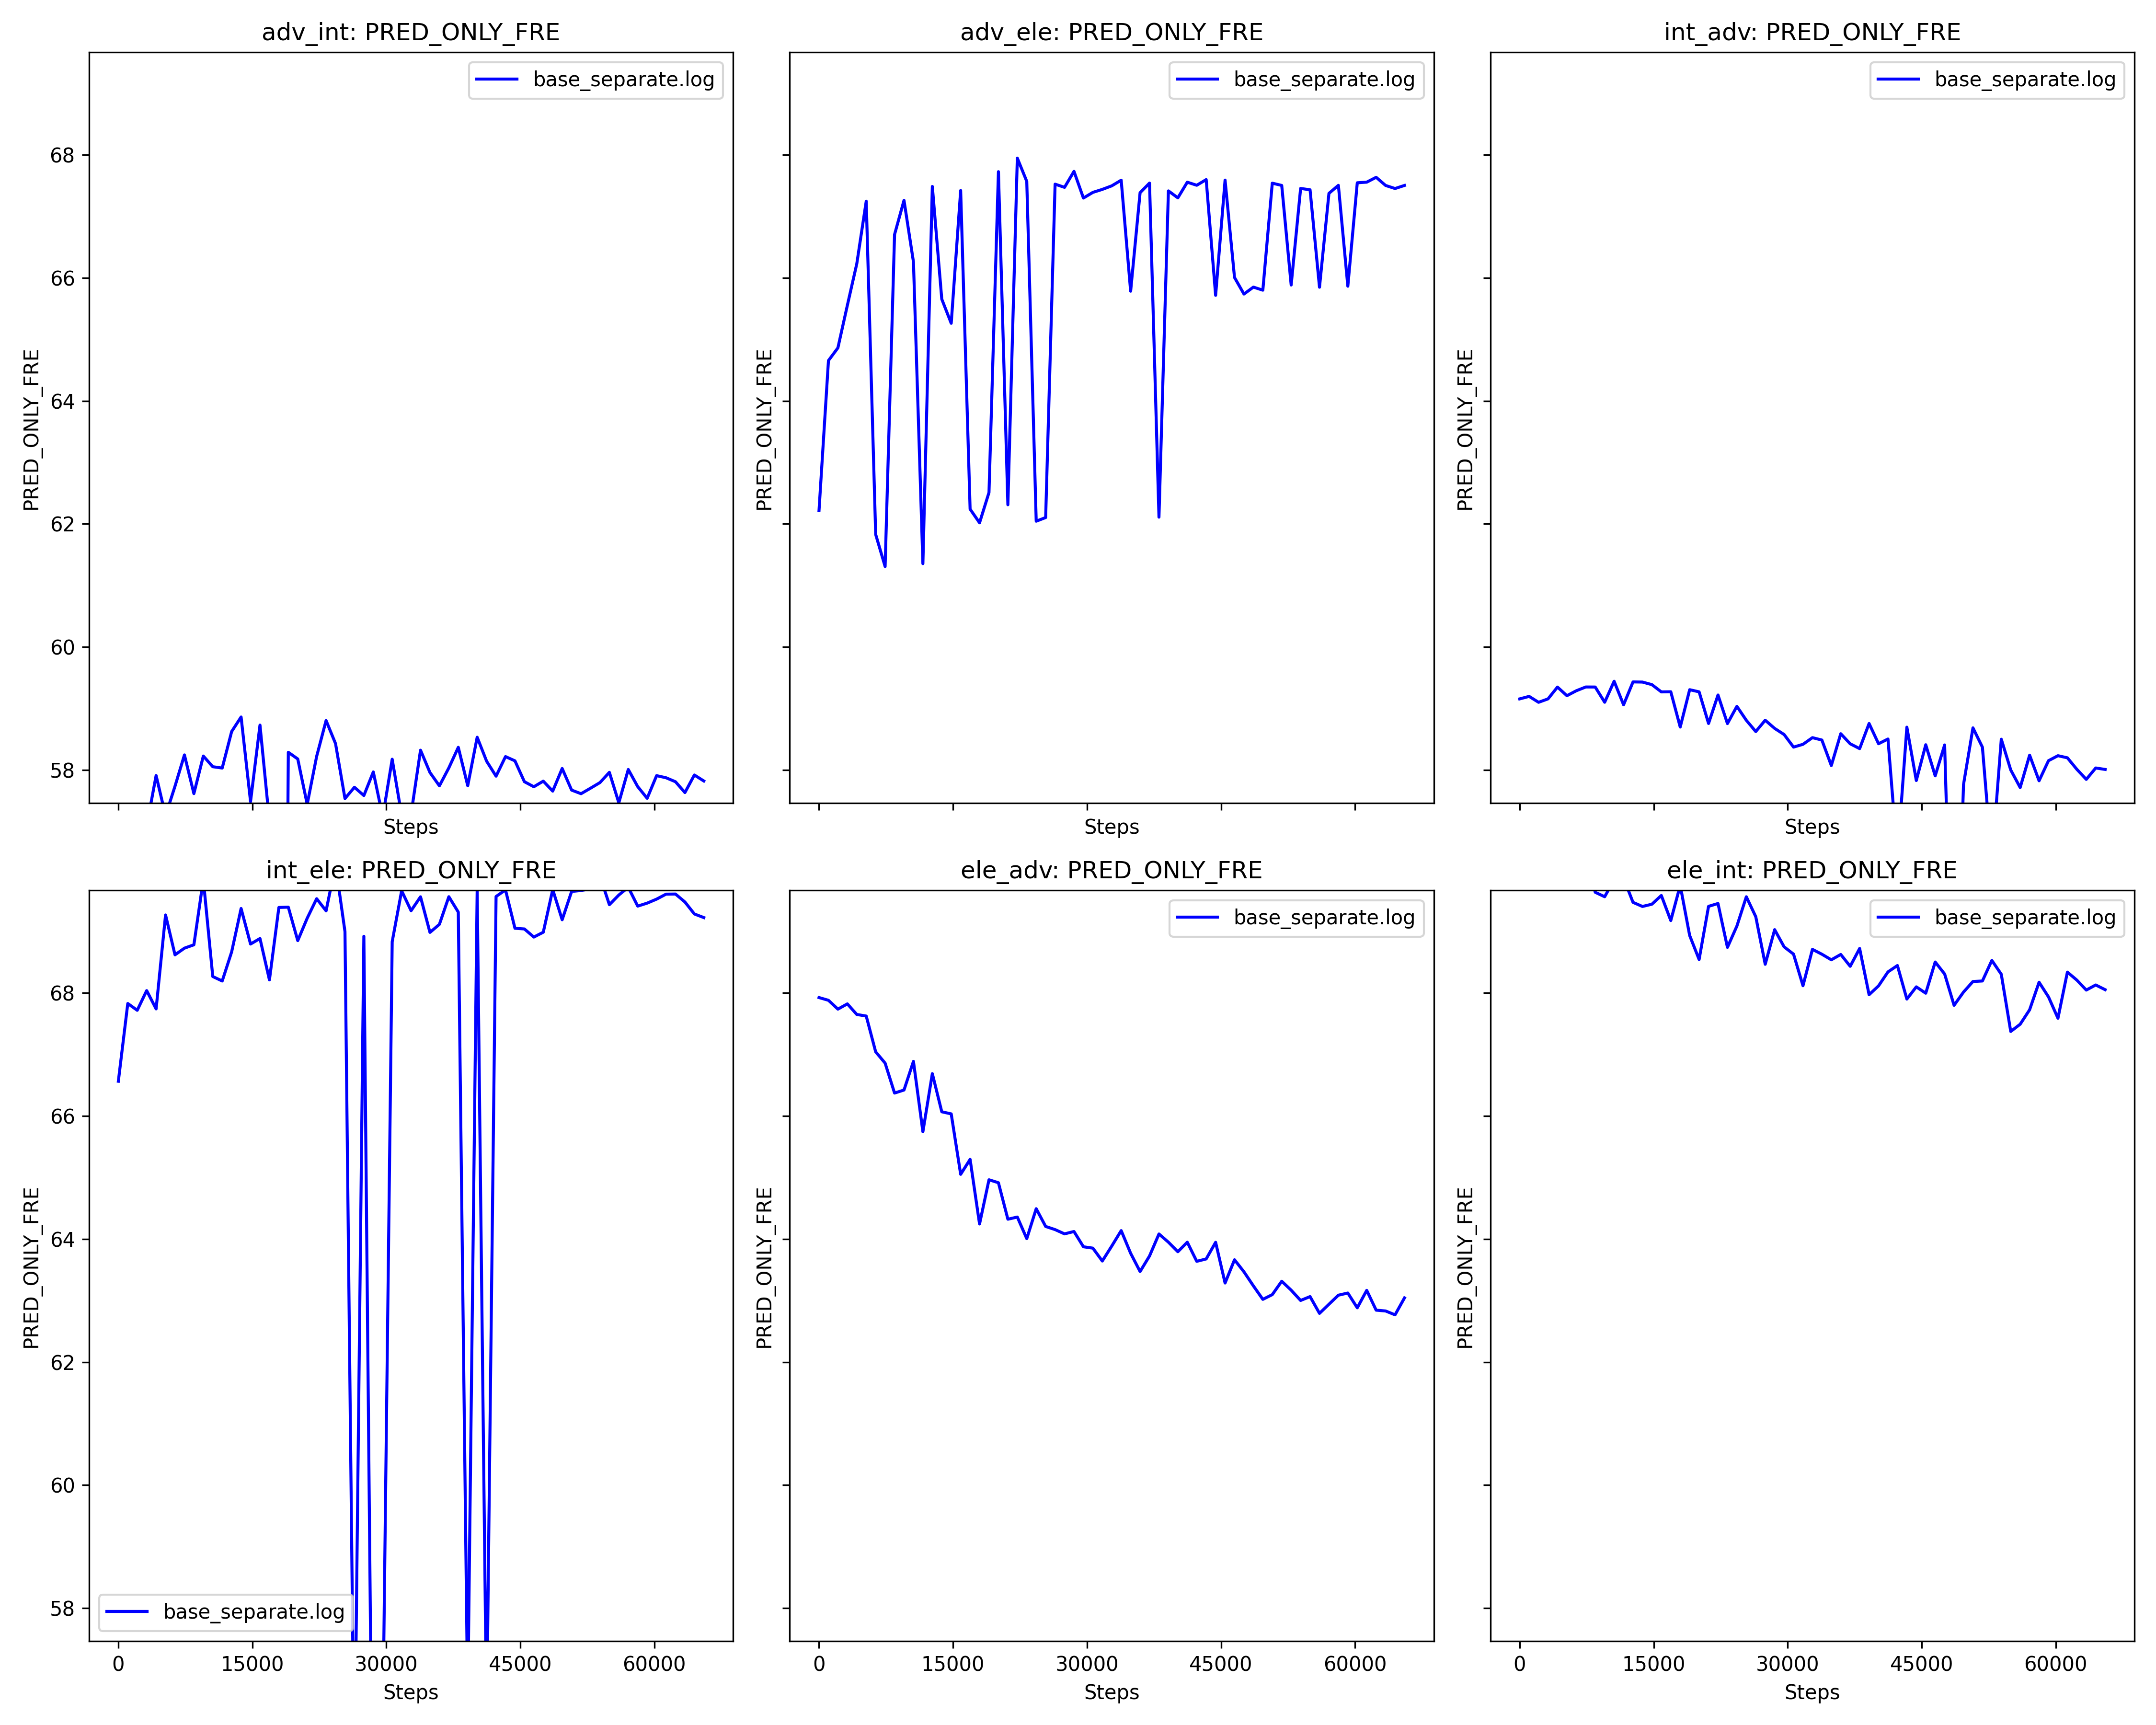 adv_int: PRED_ONLY_FRE
base_separate.log
68
66
64
62
60
58
PRED_ONLY_FRE
Steps
adv_ele: PRED_ONLY_FRE
base_separate.log
PRED_ONLY_FRE
Steps
int_adv: PRED_ONLY_FRE
base_separate.log
PRED_ONLY_FRE
Steps
int_ele: PRED_ONLY_FRE
68
66
64
62
60
58
PRED_ONLY_FRE
base_separate.log
0 15000 30000 45000 60000
Steps
ele_adv: PRED_ONLY_FRE
base_separate.log
PRED_ONLY_FRE
0 15000 30000 45000 60000
Steps
ele_int: PRED_ONLY_FRE
base_separate.log
PRED_ONLY_FRE
0 15000 30000 45000 60000
Steps